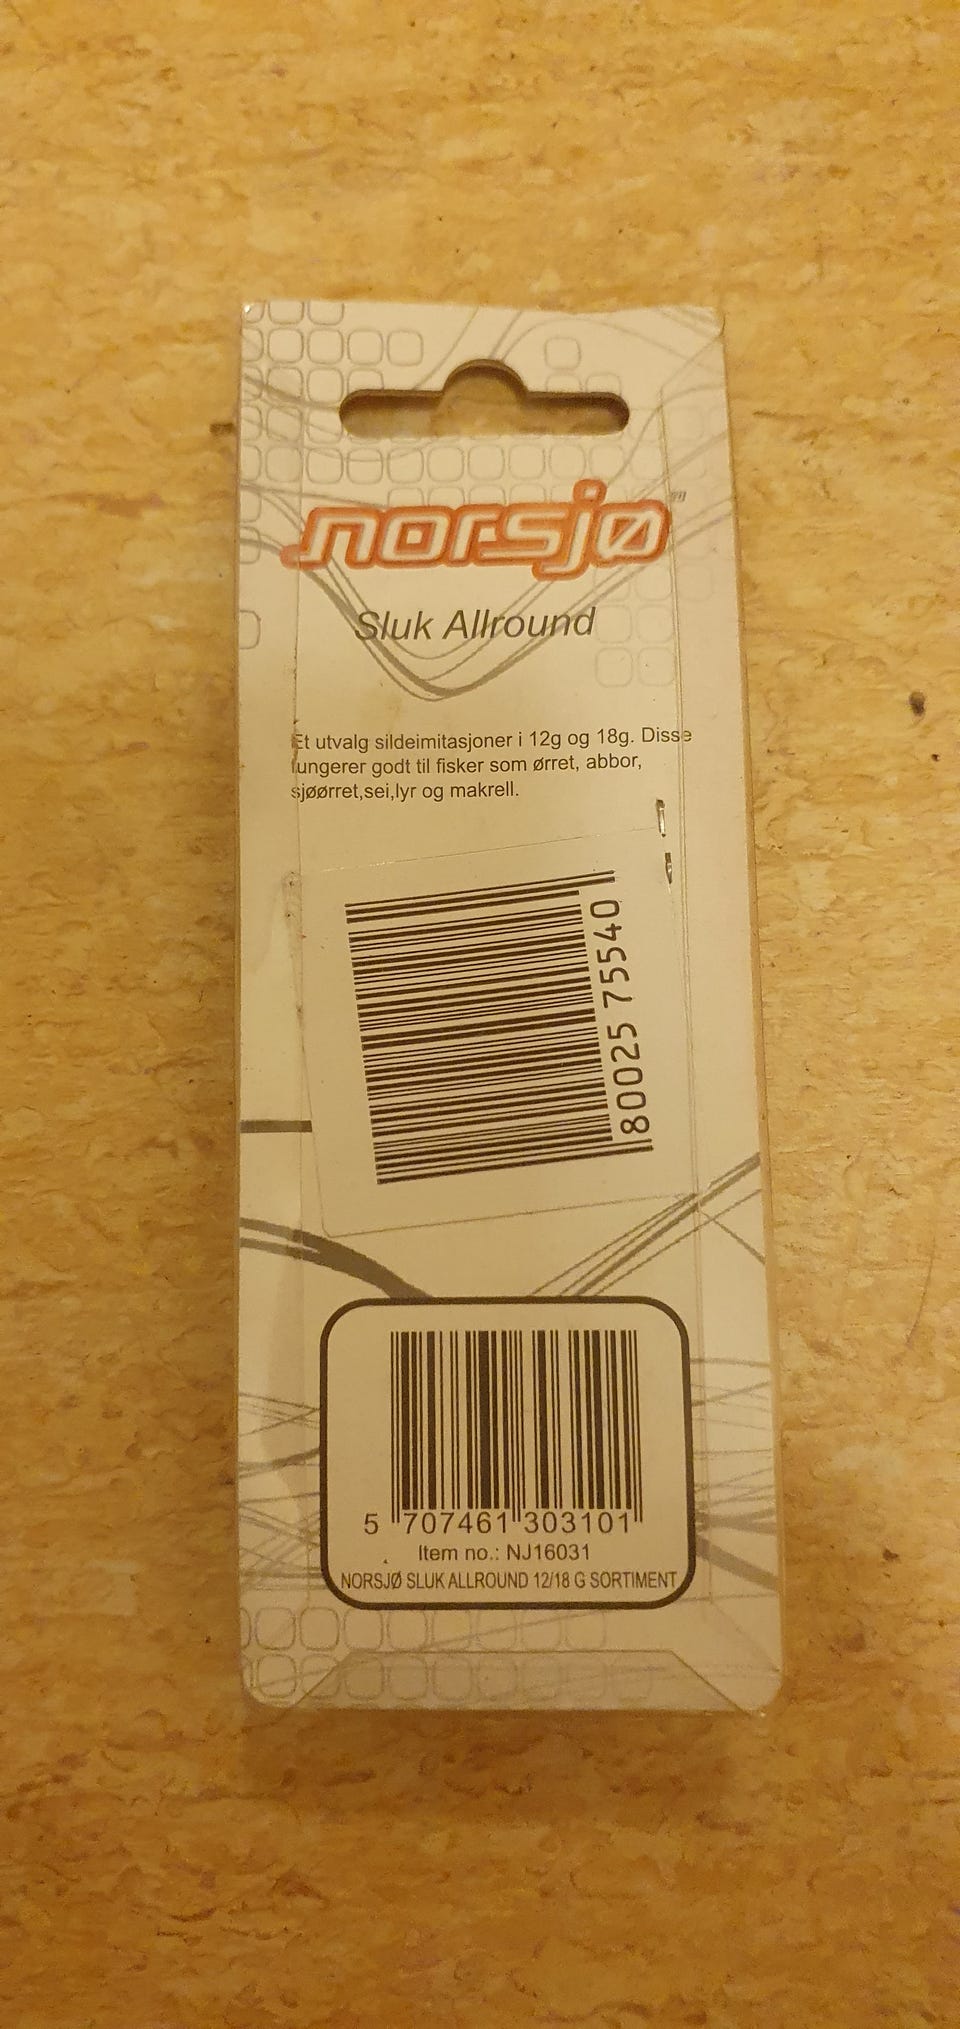 norsjø
Sluk Allround
Et utvalg sildeimitasjoner i 12g og 18g. Disse
fungerer godt til fisker som ørret, abbor,
sjøørret,sei,lyr og makrell.
80025 75540
5 707461 303101
Item no.: NJ16031
NORSJØ SLUK ALLROUND 12/18 G SORTIMENT